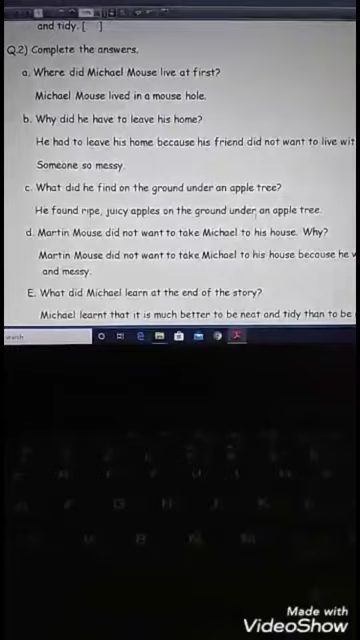 and tidy. [ ]
Q.2) Complete the answers.
a. Where did Michael Mouse live at first?
Michael Mouse lived in a mouse hole.
b. Why did he have to leave his home?
He had to leave his home because his friend did not want to live wit
Someone so messy.
c. What did he find on the ground under an apple tree?
He found ripe, juicy apples on the ground under an apple tree.
d. Martin Mouse did not want to take Michael to his house. Why?
Martin Mouse did not want to take Michael to his house because he
and messy.
E. What did Michael learn at the end of the story?
Michael learnt that it is much better to be neat and tidy than to be
Made with
VideoShow